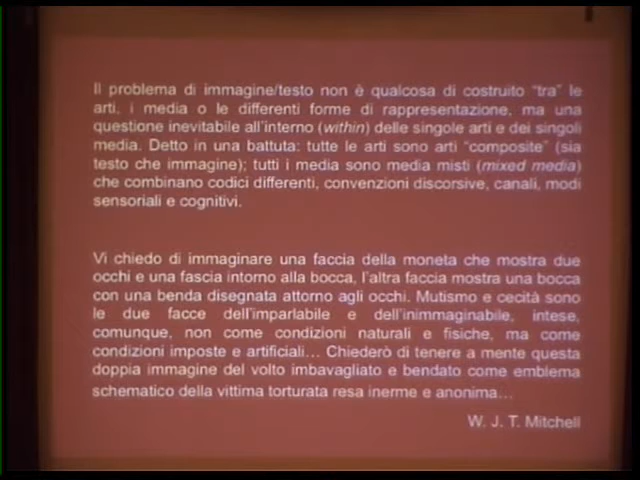 Il problema di immagine/testo non è qualcosa di costruito "tra" le
arti, i media o le differenti forme di rappresentazione, ma una
questione inevitabile all'interno (within) delle singole arti e dei singoli
media. Detto in una battuta: tutte le arti sono arti "composite" (sia
testo che immagine); tutti i media sono media misti (mixed media)
che combinano codici differenti, convenzioni discorsive, canali, modi
sensoriali e cognitivi.
Vi chiedo di immaginare una faccia della moneta che mostra due
occhi e una fascia intorno alla bocca, l'altra faccia mostra una bocca
con una benda disegnata attorno agli occhi. Mutismo e cecità sono
le due facce dell'imparlabile e dell'inimmaginabile, intese,
comunque, non come condizioni naturali e fisiche, ma come
condizioni imposte e artificiali... Chiederò di tenere a mente questa
doppia immagine del volto imbavagliato e bendato come emblema
schematico della vittima torturata resa inerme e anonima...
W. J. T. Mitchell